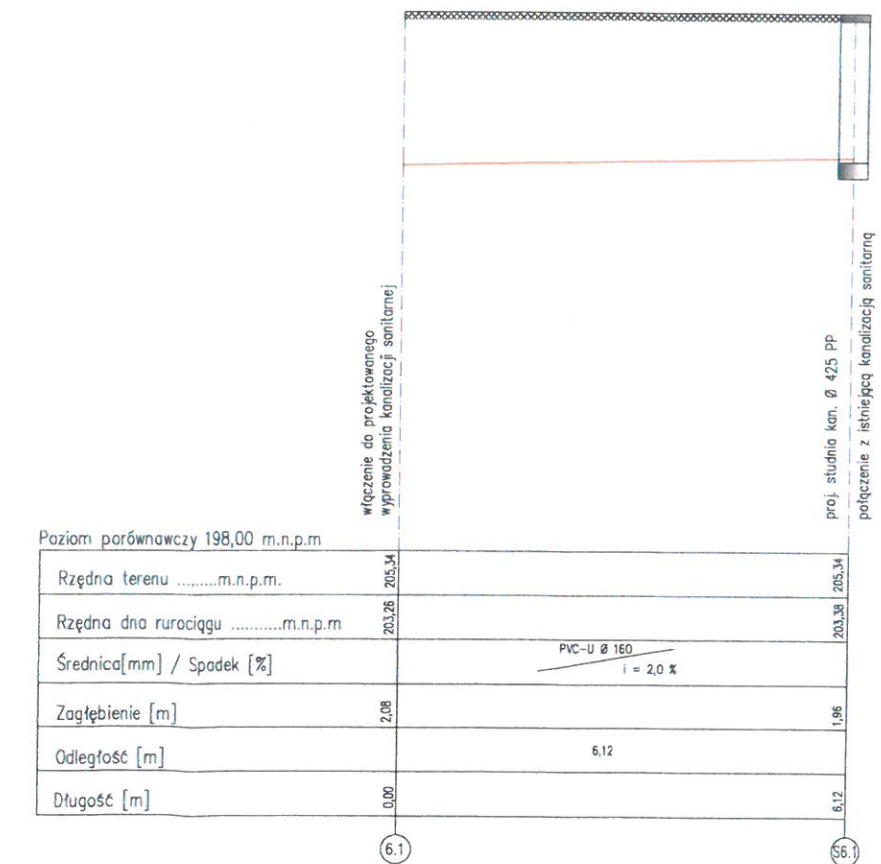 włączenie do projektowanego
wyprowadzenia kanalizacji sanitarnej
proj. studnia kan. Ø 425 PP
połączenie z istniejącą kanalizacją sanitarną
Poziom porównawczy 198,00 m.n.p.m
Rzędna terenu .........m.n.p.m. 205,34 205,34
Rzędna dna rurociągu ...........m.n.p.m 203,26 203,38
Średnica[mm] / Spadek [%] PVC-U Ø 160
i = 2,0 %
Zagłębienie [m] 2,08 1,96
Odległość [m] 6,12
Długość [m] 0,00 6,12
6.1 S6.1